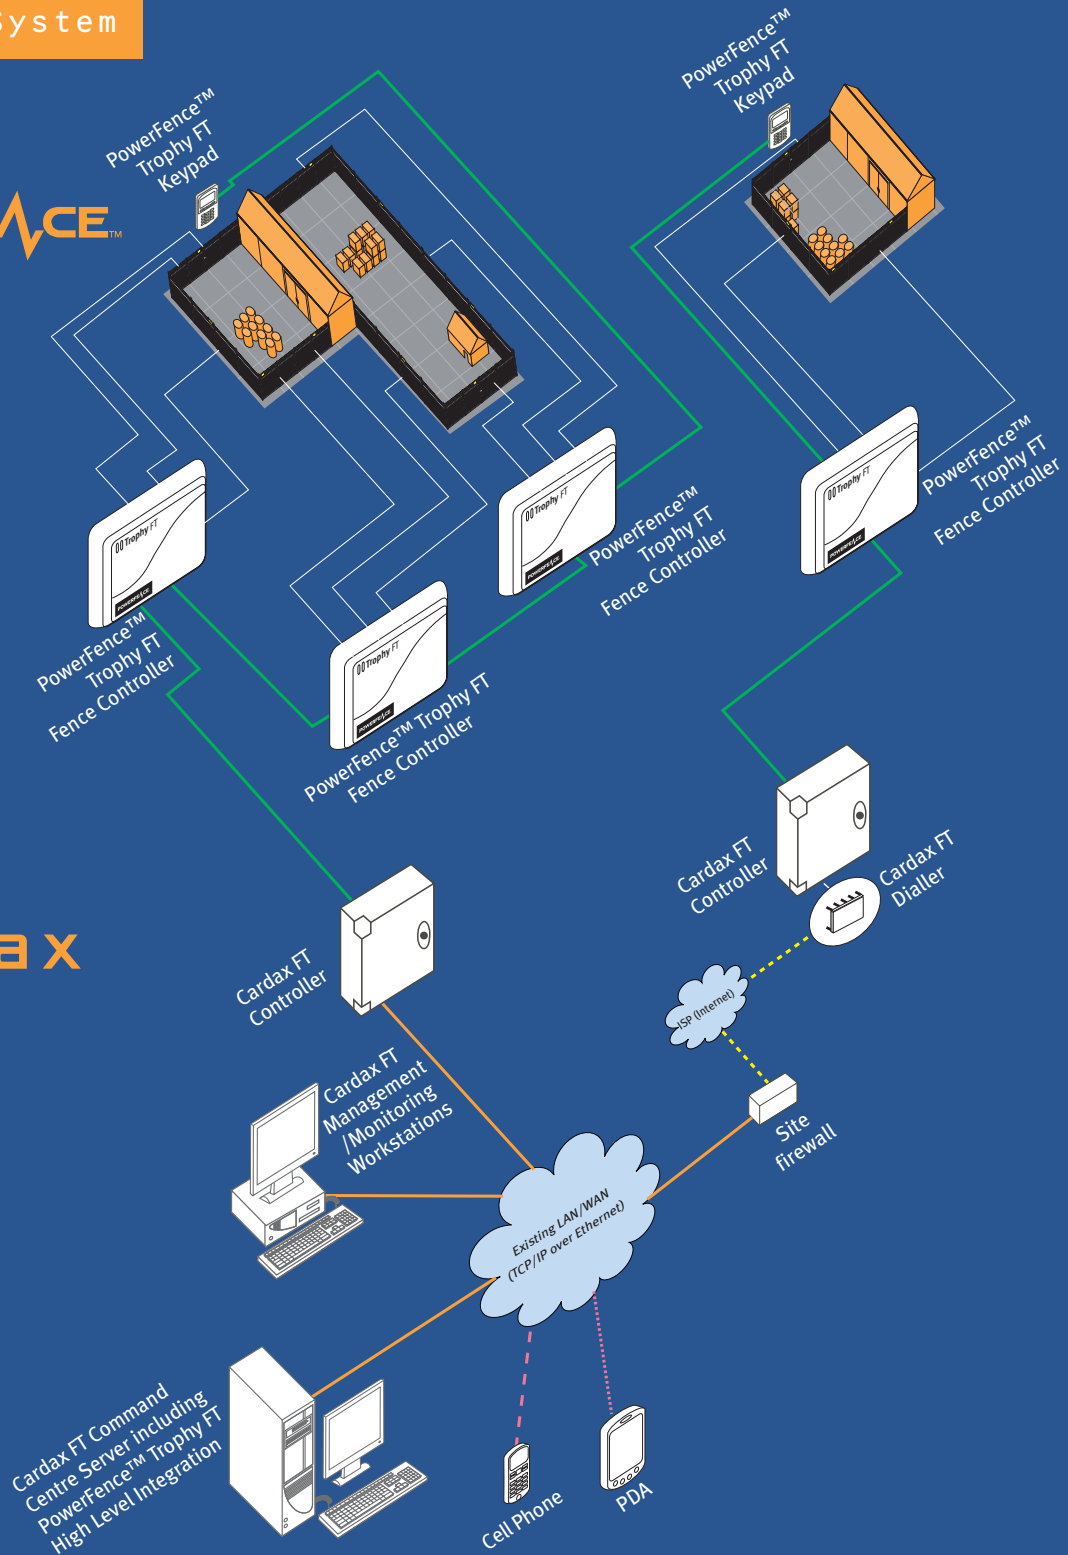 System
PowerFence™
Trophy FT
Keypad
PowerFence™
Trophy FT
Keypad
CE™
Trophy FT
POWERFENCE
PowerFence™
Trophy FT
Fence Controller
Trophy FT
POWERFENCE
PowerFence™ Trophy FT
Fence Controller
Trophy FT
POWERFENCE
PowerFence™
Trophy FT
Fence Controller
Trophy FT
POWERFENCE
PowerFence™
Trophy FT
Fence Controller
ax
Cardax FT
Controller
Cardax FT
Controller
Cardax FT
Dialler
ISP (Internet)
Site
firewall
Cardax FT
Management
/Monitoring
Workstations
Existing LAN/WAN
(TCP/IP over Ethernet)
Cardax FT Command
Centre Server including
PowerFence™ Trophy FT
High Level Integration
Cell Phone
PDA